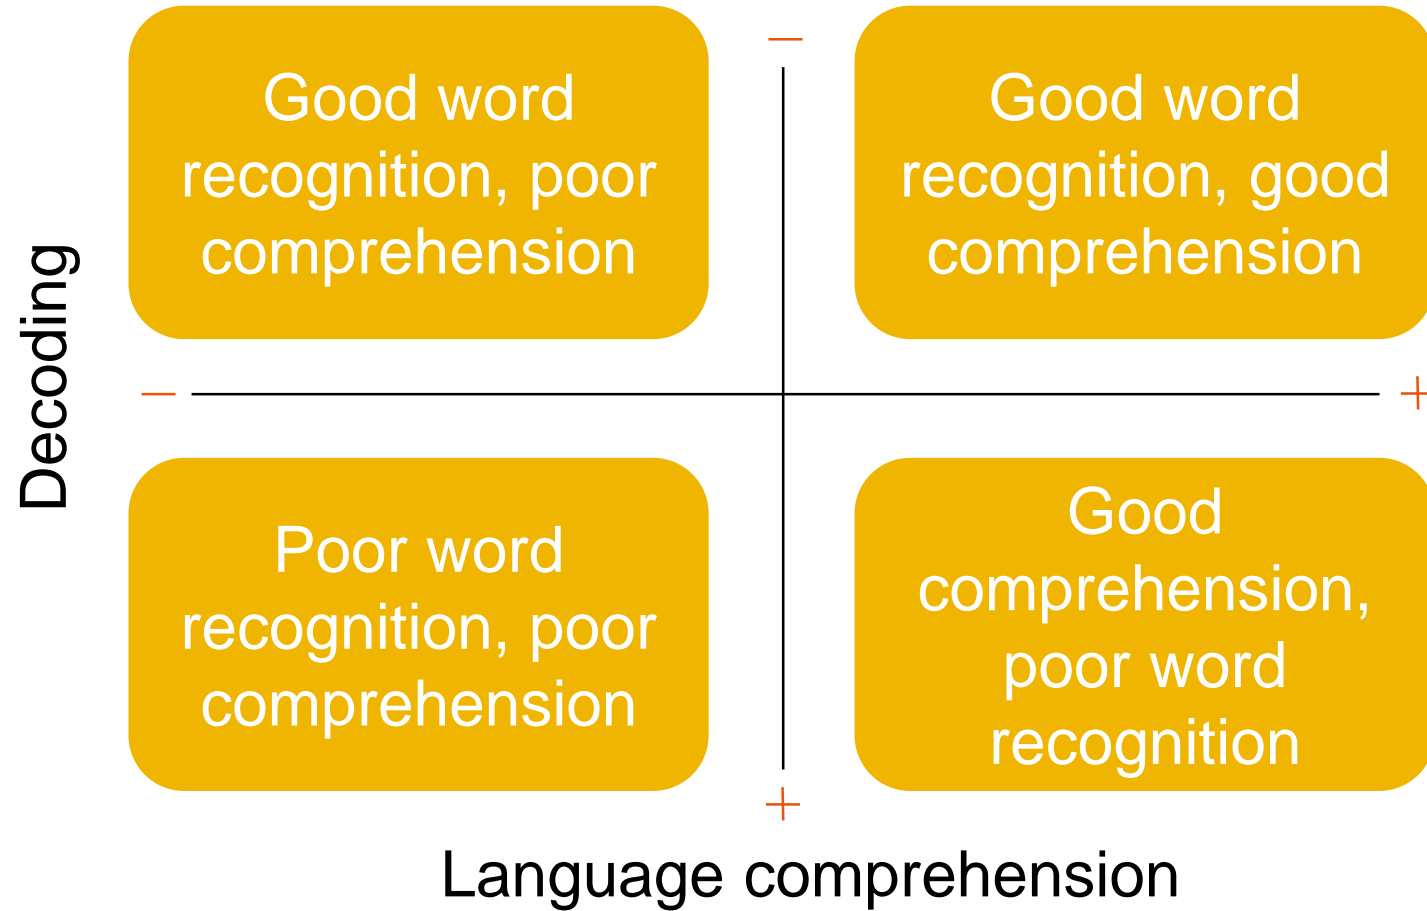 Good word
recognition, poor
comprehension
–
Good word
recognition, good
comprehension
Decoding
–
+
Poor word
recognition, poor
comprehension
Good
comprehension,
poor word
recognition
+
Language comprehension